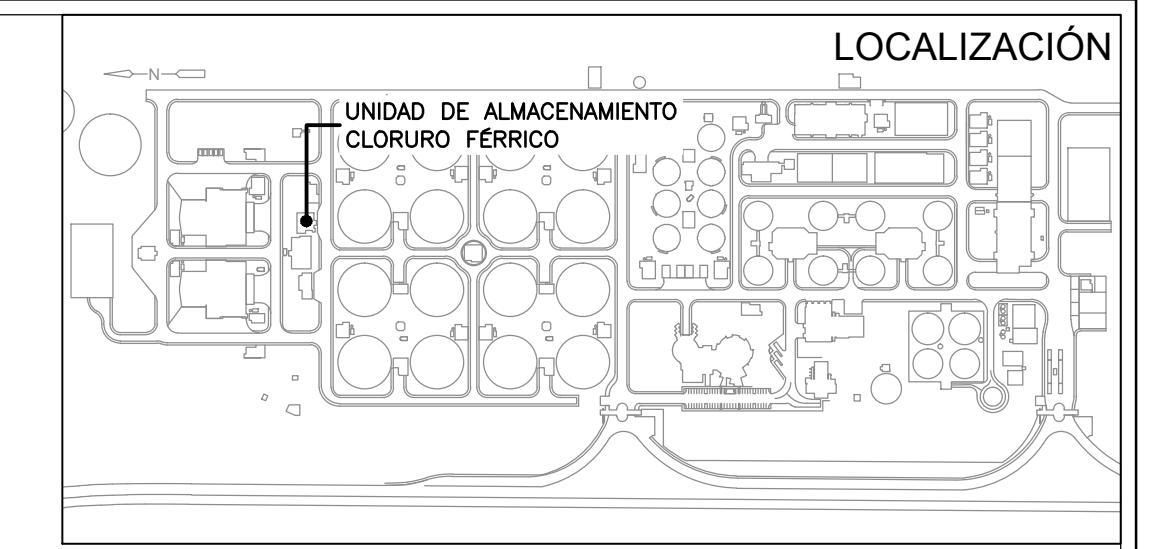 LOCALIZACIÓN
N
UNIDAD DE ALMACENAMIENTO
CLORURO FÉRRICO